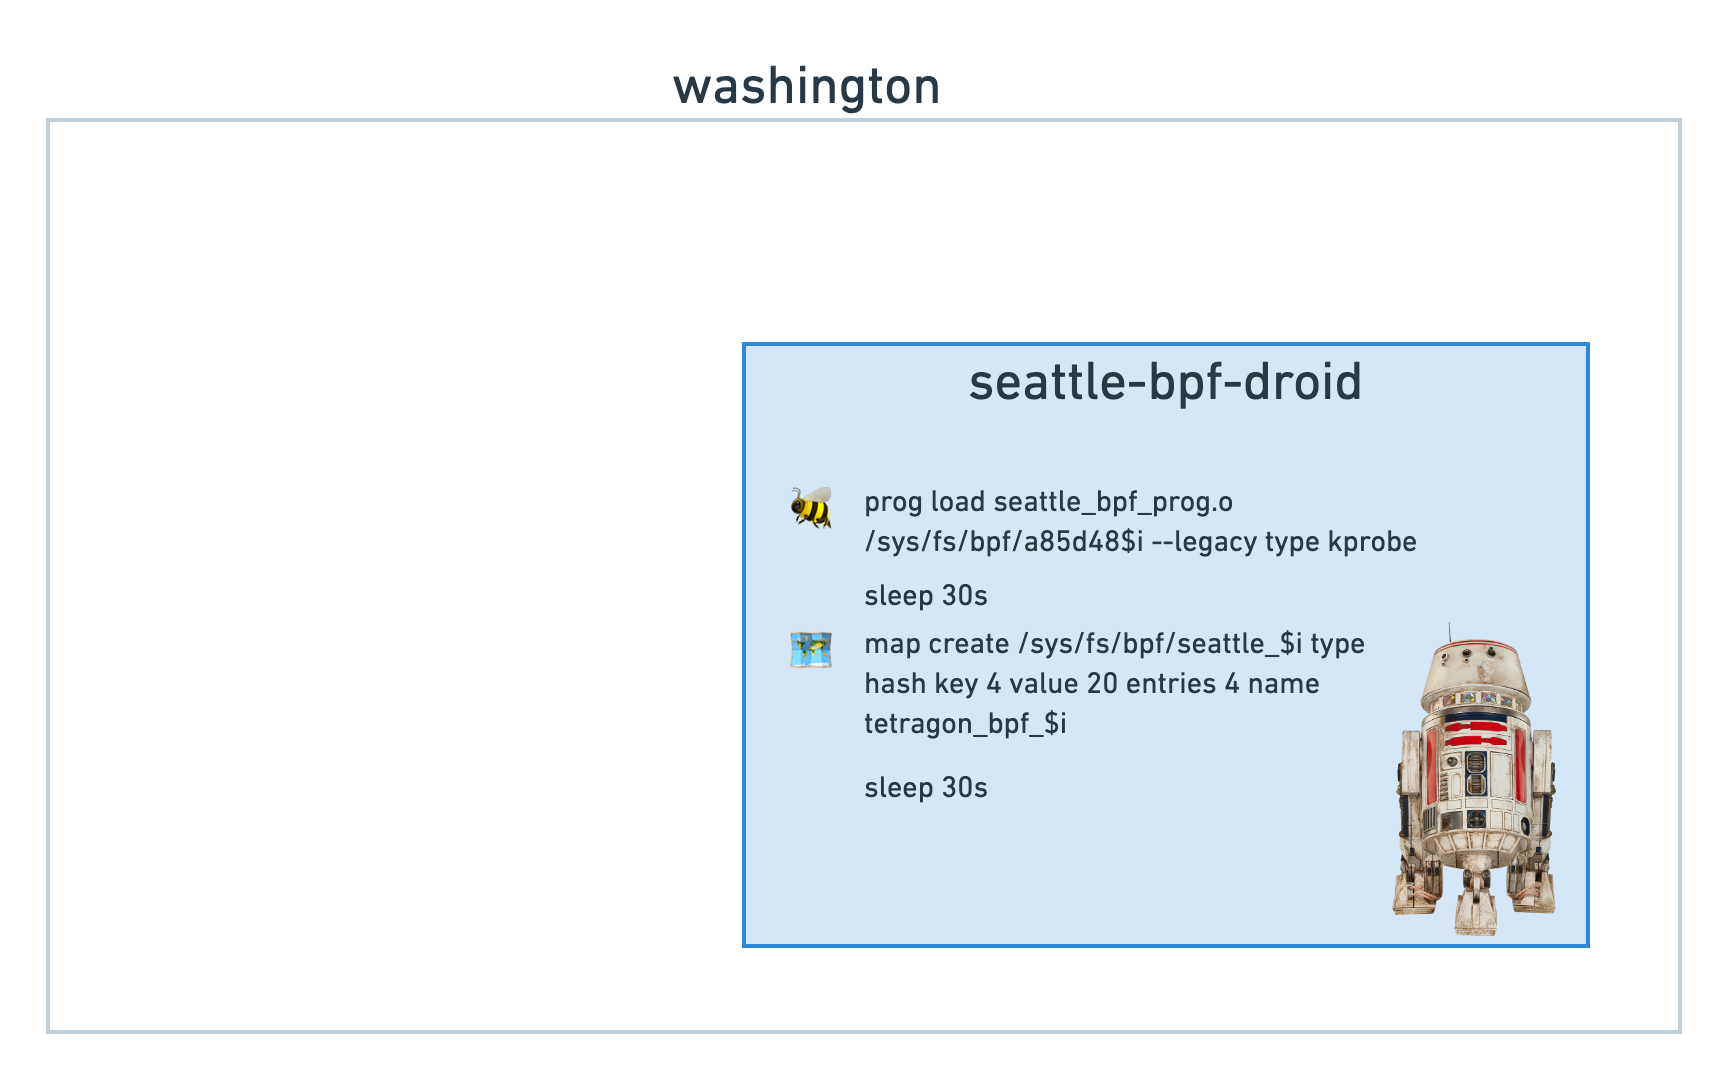 washington
seattle-bpf-droid
prog load seattle_bpf_prog.o
/sys/fs/bpf/a85d48$i --legacy type kprobe
sleep 30s
map create /sys/fs/bpf/seattle_$i type
hash key 4 value 20 entries 4 name
tetragon_bpf_$i
sleep 30s